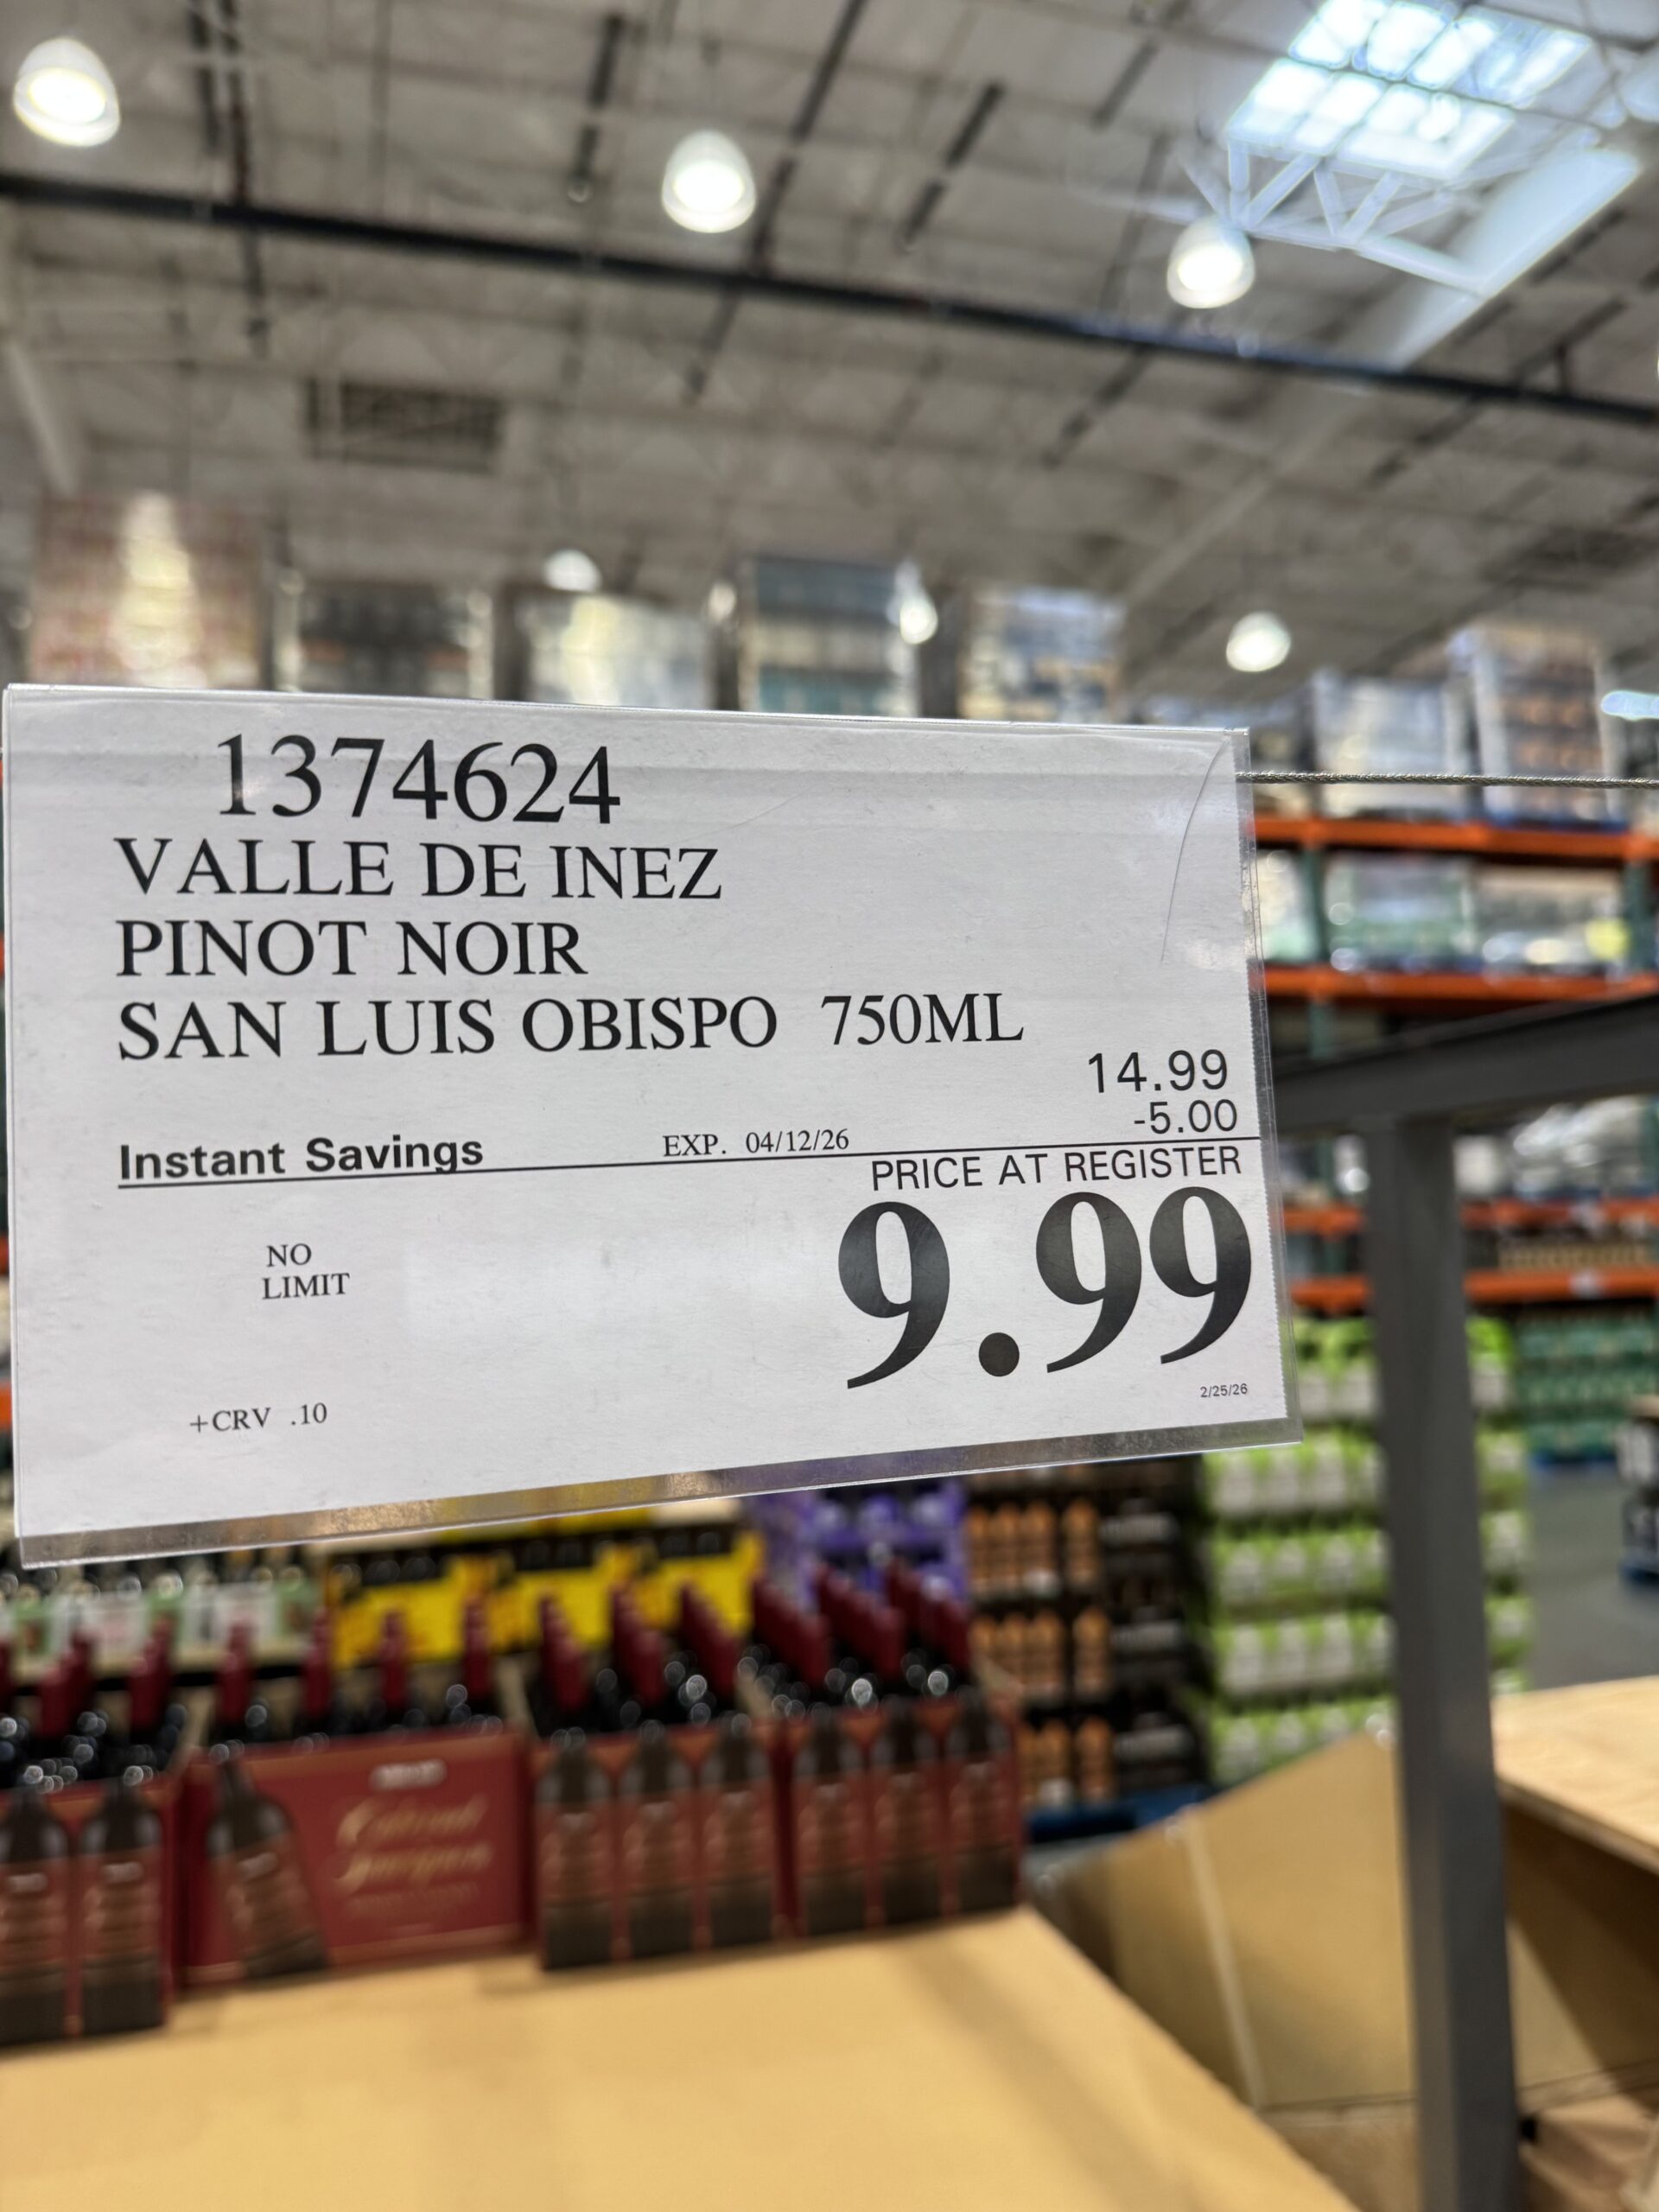 1374624
VALLE DE INEZ
PINOT NOIR
SAN LUIS OBISPO 750ML
14.99
-5.00
Instant Savings EXP. 04/12/26
PRICE AT REGISTER
9.99
NO
LIMIT
2/25/26
+CRV .10